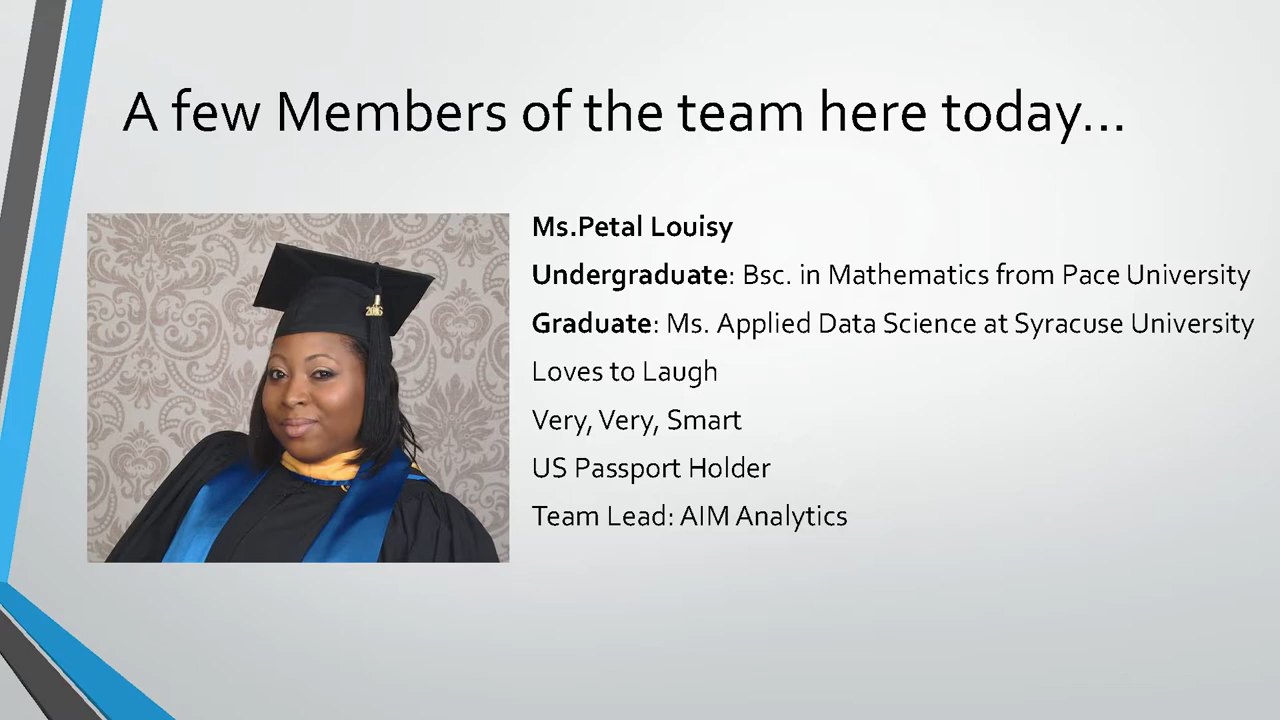 A few Members of the team here today...
Ms.Petal Louisy
Undergraduate: Bsc. in Mathematics from Pace University
Graduate: Ms. Applied Data Science at Syracuse University
Loves to Laugh
Very, Very, Smart
US Passport Holder
Team Lead: AIM Analytics
2016